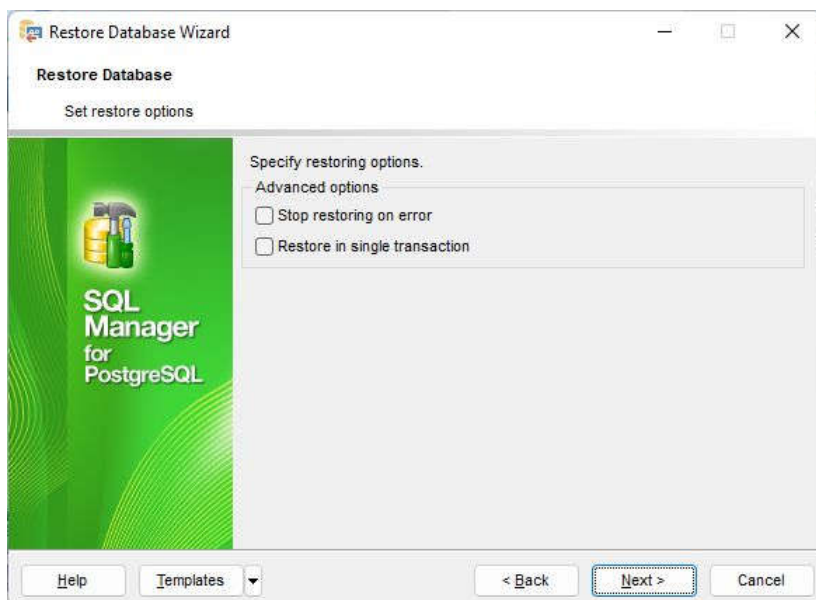 Restore Database Wizard
Restore Database
Set restore options
Specify restoring options.
Advanced options
Stop restoring on error
Restore in single transaction
SQL
Manager
for
PostgreSQL
Help
Templates
< Back
Next >
Cancel